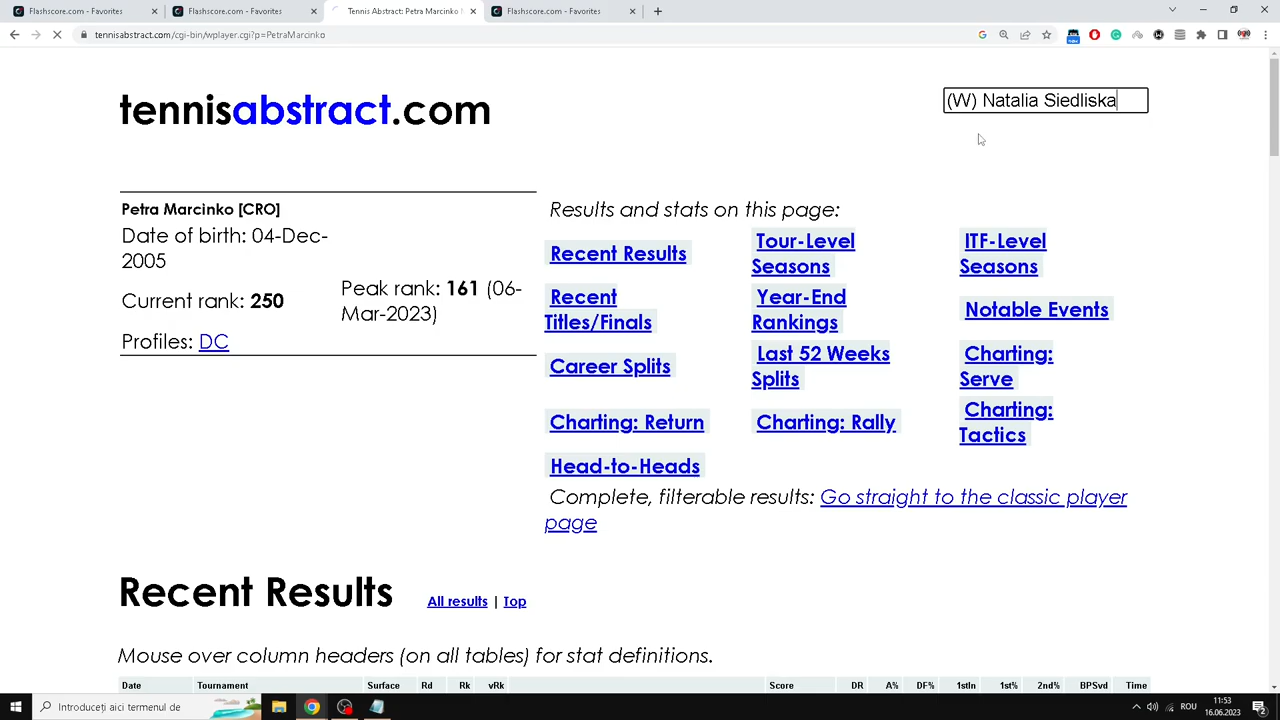 Flashscore.com - Favorites
Flashscore.com - Favorites
Tennis Abstract: Petra Marcinko
Flashscore.com - Favorites
tennisabstract.com/cgi-bin/wplayer.cgi?p=PetraMarcinko
tennisabstract.com
(W) Natalia Siedliska
Petra Marcinko [CRO]
Date of birth: 04-Dec-
2005
Current rank: 250
Peak rank: 161 (06-
Mar-2023)
Profiles: DC
Results and stats on this page:
Recent Results
Tour-Level
Seasons
ITF-Level
Seasons
Recent
Titles/Finals
Year-End
Rankings
Notable Events
Career Splits
Last 52 Weeks
Splits
Charting:
Serve
Charting: Return
Charting: Rally
Charting:
Tactics
Head-to-Heads
Complete, filterable results: Go straight to the classic player
page
Recent Results
All results | Top
Mouse over column headers (on all tables) for stat definitions.
Date Tournament Surface Rd Rk vRk Score DR A% DF% 1stIn 1st% 2nd% BPSvd Time
Introduceți aici termenul de
ROU
11:53
16.06.2023
2